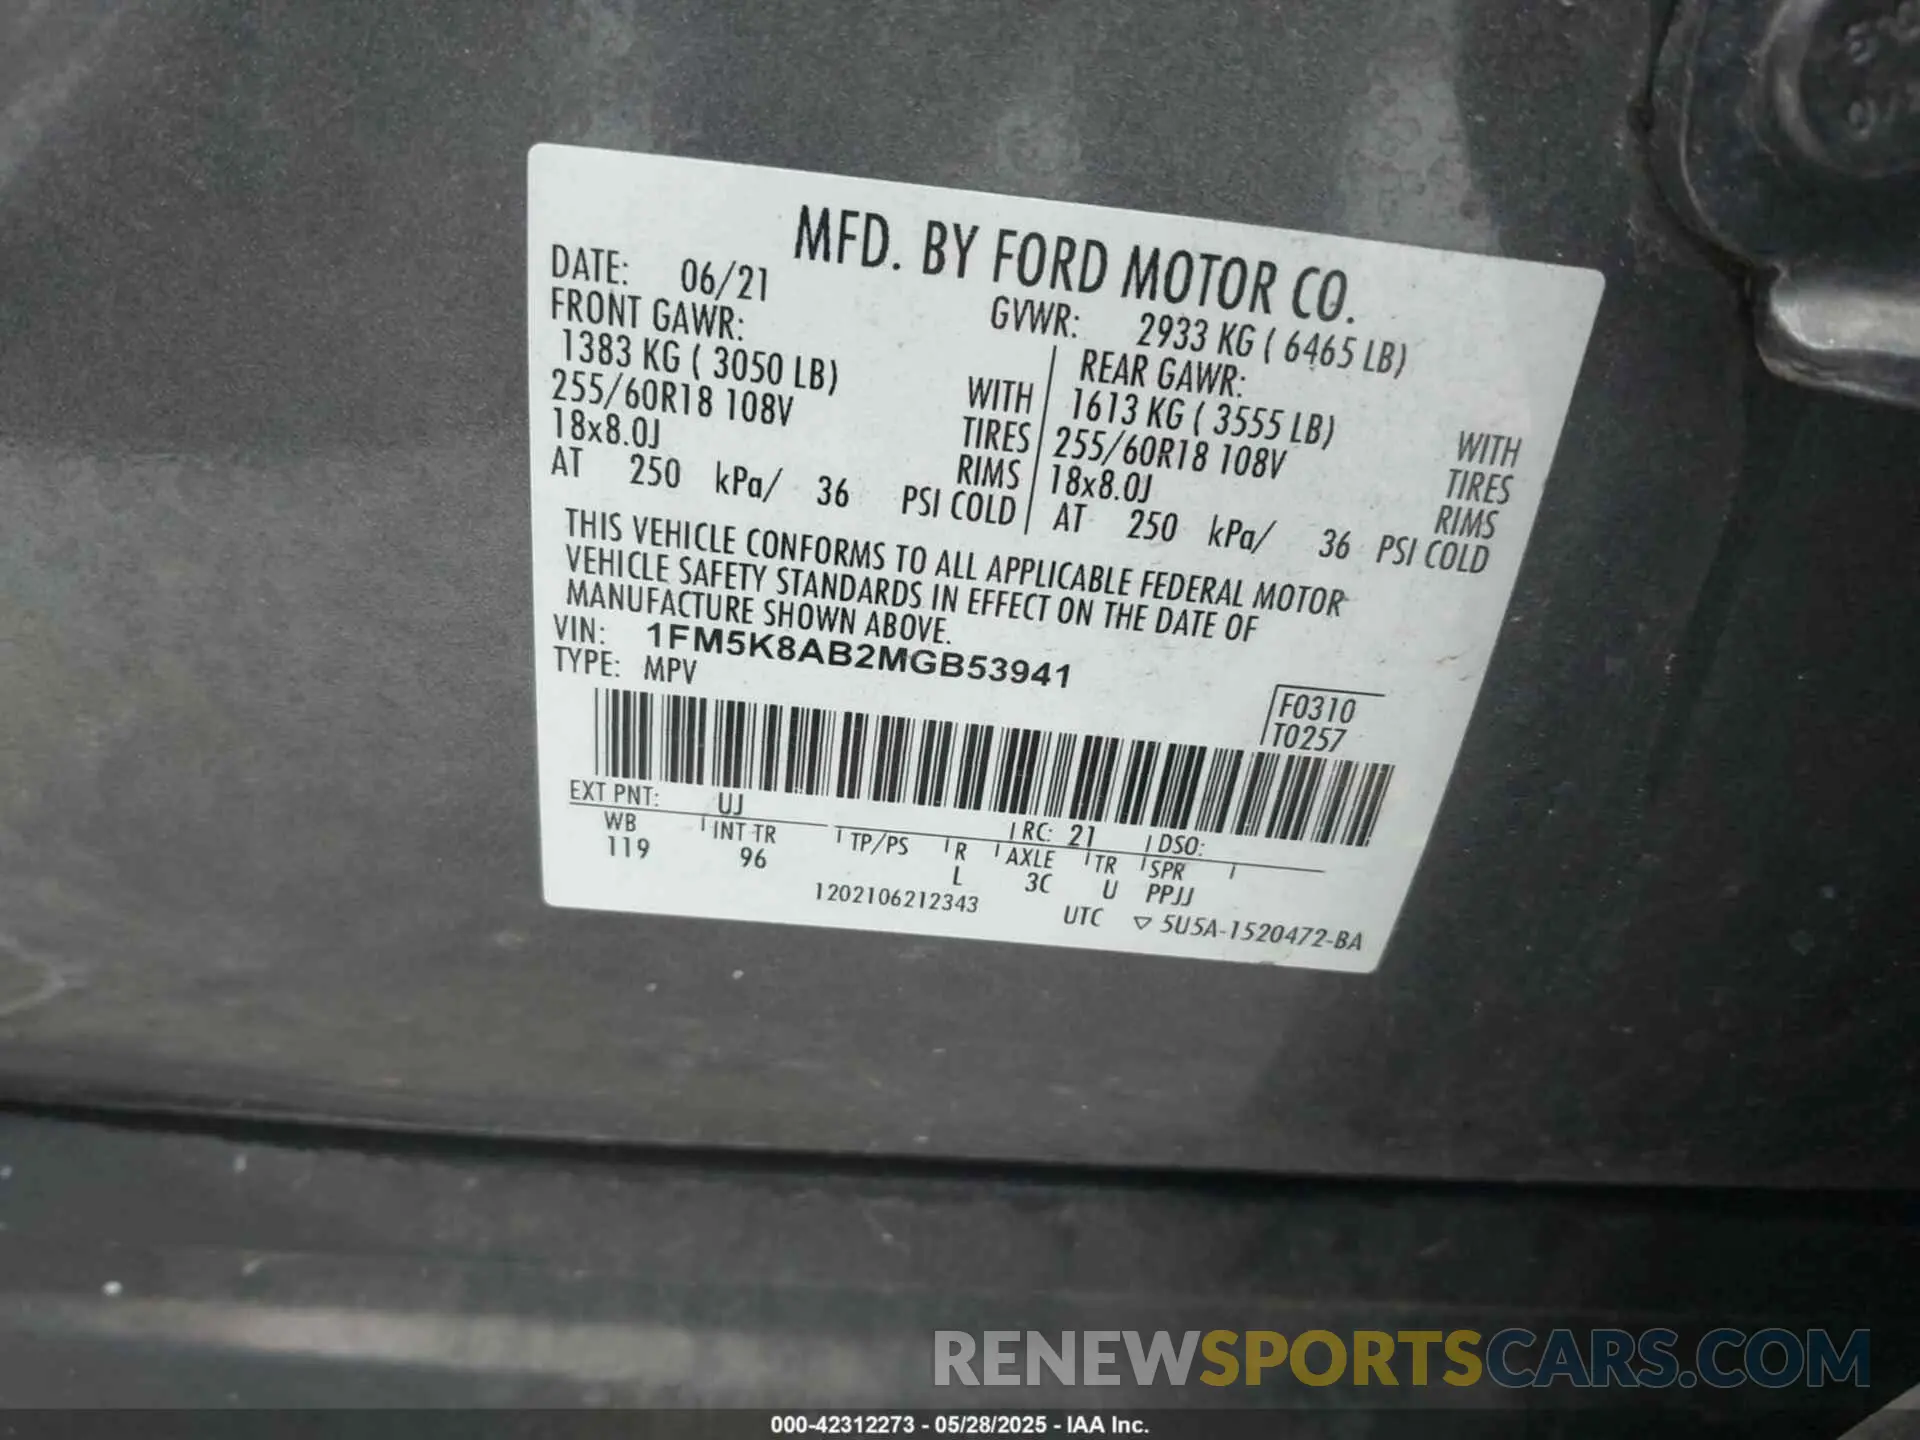 MFD. BY FORD MOTOR CO.
DATE: 06/21 GVWR: 2933 KG ( 6465 LB)
FRONT GAWR: REAR GAWR:
1383 KG ( 3050 LB) WITH 1613 KG ( 3555 LB) WITH
255/60R18 108V TIRES 255/60R18 108V TIRES
18x8.0J RIMS 18x8.0J RIMS
AT 250 kPa/ 36 PSI COLD AT 250 kPa/ 36 PSI COLD
THIS VEHICLE CONFORMS TO ALL APPLICABLE FEDERAL MOTOR
VEHICLE SAFETY STANDARDS IN EFFECT ON THE DATE OF
MANUFACTURE SHOWN ABOVE.
VIN: 1FM5K8AB2MGB53941
TYPE: MPV
F0310
T0257
EXT PNT: UJ RC: 21 DSO:
WB INT TR TP/PS R AXLE TR SPR
119 96 L 3C U PPJJ
1202106212343 UTC ▽ 5U5A-1520472-BA
RENEWSPORTSCARS.COM
000-42312273 - 05/28/2025 - IAA Inc.